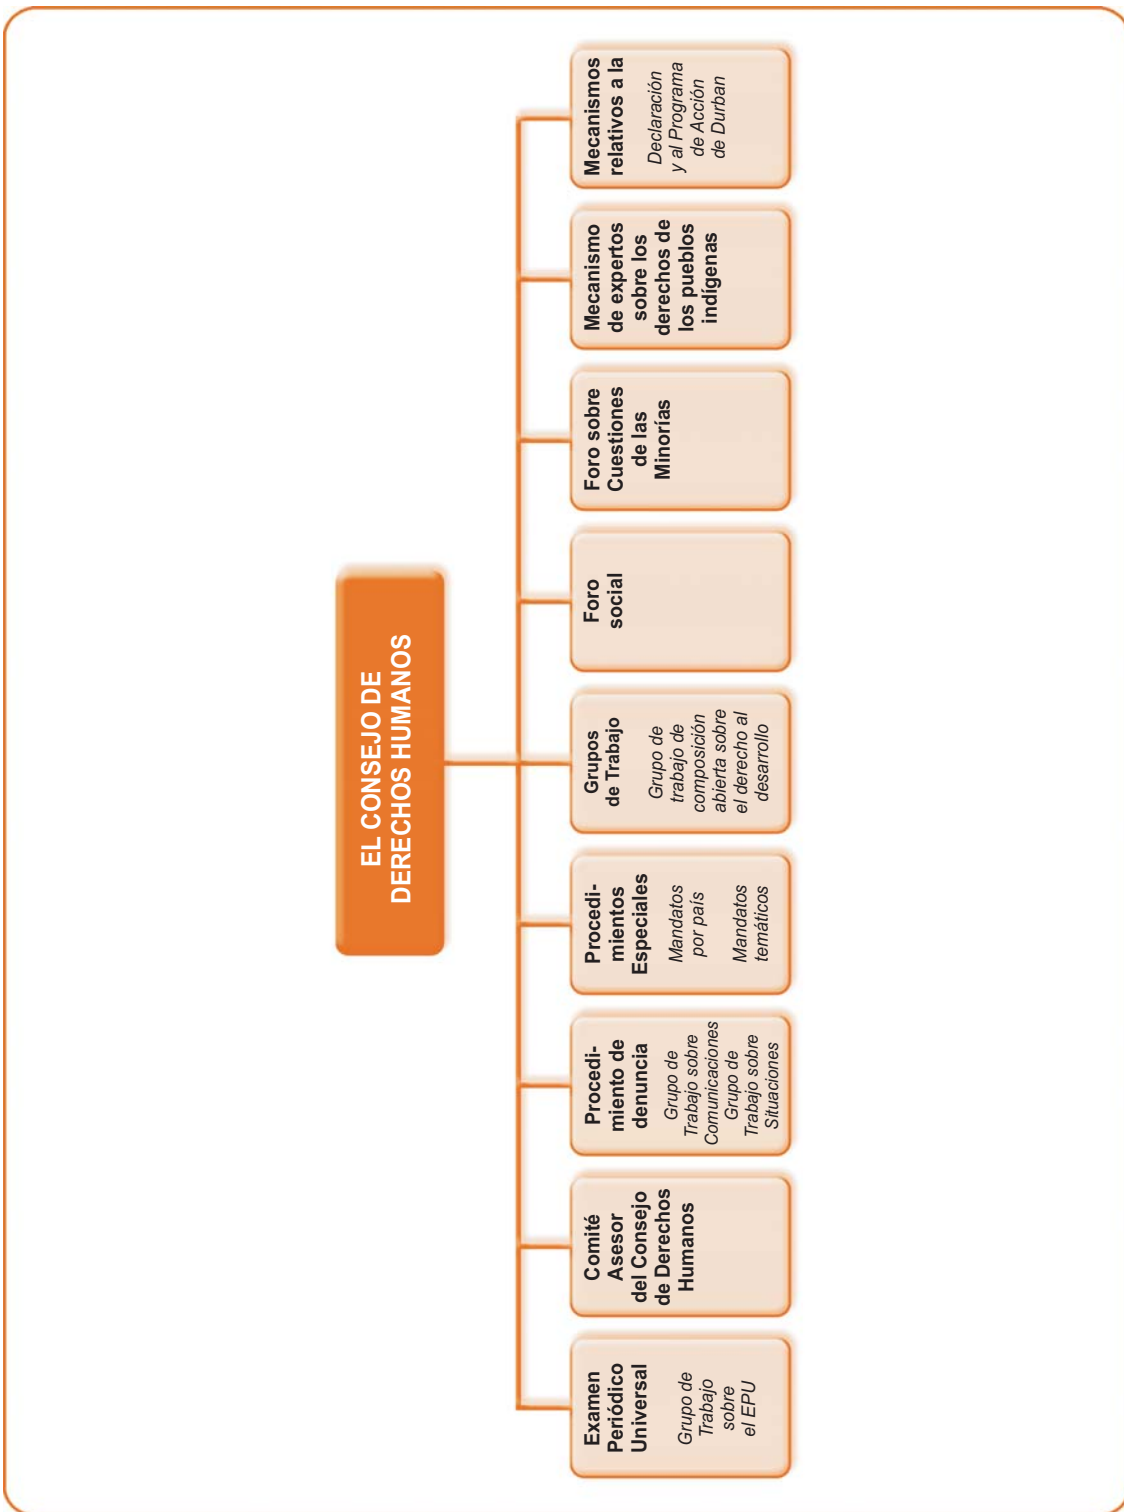 EL CONSEJO DE
DERECHOS HUMANOS
Examen
Periódico
Universal
Grupo de
Trabajo
sobre
el EPU
Comité
Asesor
del Consejo
de Derechos
Humanos
Procedi-
miento de
denuncia
Grupo de
Trabajo sobre
Comunicaciones
Grupo de
Trabajo sobre
Situaciones
Procedi-
mientos
Especiales
Mandatos
por país
Mandatos
temáticos
Grupos
de Trabajo
Grupo de
trabajo de
composición
abierta sobre
el derecho al
desarrollo
Foro
social
Foro sobre
Cuestiones
de las
Minorías
Mecanismo
de expertos
sobre los
derechos de
los pueblos
indígenas
Mecanismos
relativos a la
Declaración
y al Programa
de Acción
de Durban